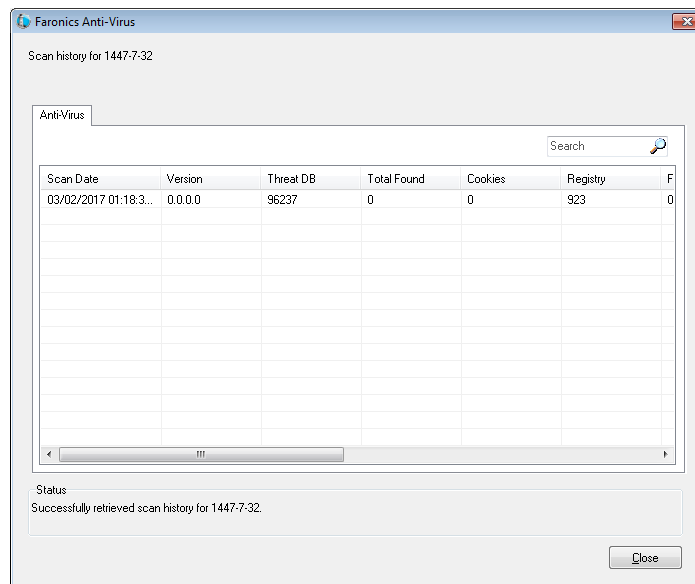 Faronics Anti-Virus
Scan history for 1447-7-32
Anti-Virus
Search
Scan Date Version Threat DB Total Found Cookies Registry F
03/02/2017 01:18:3... 0.0.0.0 96237 0 0 923 0
Status
Successfully retrieved scan history for 1447-7-32.
Close